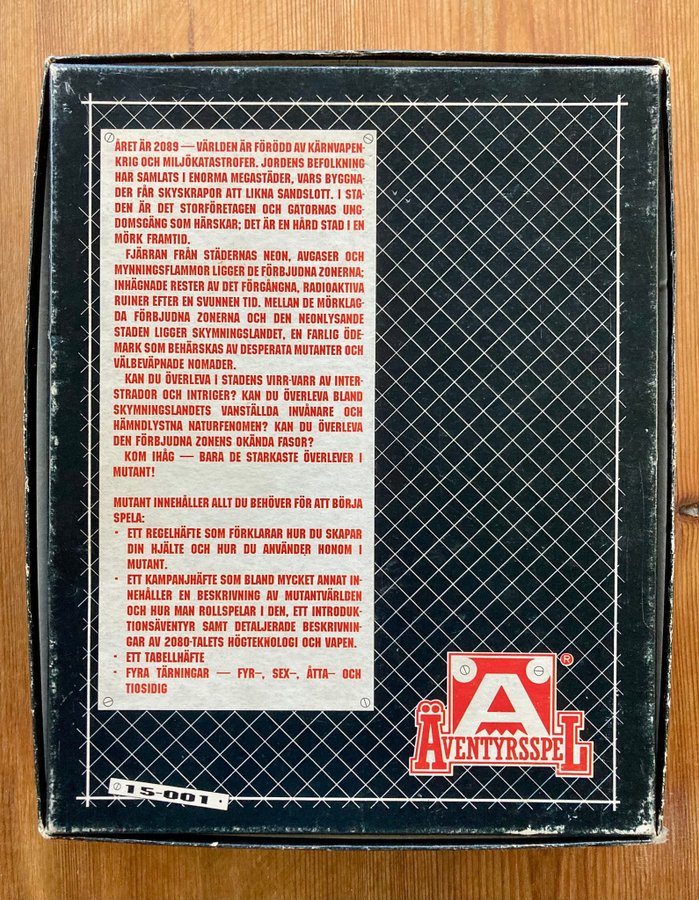 ÅRET ÄR 2089 — VÄRLDEN ÄR FÖRÖDD AV KÄRNVAPEN-
KRIG OCH MILJÖKATASTROFER. JORDENS BEFOLKNING
HAR SAMLATS I ENORMA MEGASTÄDER, VARS BYGGNA-
DER FÅR SKYSKRAPOR ATT LIKNA SANDSLOTT. I STA-
DEN ÄR DET STORFÖRETAGEN OCH GATORNAS UNG-
DOMSGÄNG SOM HÄRSKAR; DET ÄR EN HÅRD STAD I EN
MÖRK FRAMTID.
FJÄRRAN FRÅN STÄDERNAS NEON, AVGASER OCH
MYNNINGSFLAMMOR LIGGER DE FÖRBJUDNA ZONERNA;
INHÄGNADE RESTER AV DET FÖRGÅNGNA, RADIOAKTIVA
RUINER EFTER EN SVUNNEN TID. MELLAN DE MÖRKLAG-
DA FÖRBJUDNA ZONERNA OCH DEN NEONLYSANDE
STADEN LIGGER SKYMNINGSLANDET, EN FARLIG ÖDE-
MARK SOM BEHÄRSKAS AV DESPERATA MUTANTER OCH
VÄLBEVÄPNADE NOMADER.
KAN DU ÖVERLEVA I STADENS VIRR-VARR AV INTER-
STRADOR OCH INTRIGER? KAN DU ÖVERLEVA BLAND
SKYMNINGSLANDETS VANSTÄLLDA INVÅNARE OCH
HÄMNDLYSTNA NATURFENOMEN? KAN DU ÖVERLEVA
DEN FÖRBJUDNA ZONENS OKÄNDA FASOR?
KOM IHÅG — BARA DE STARKASTE ÖVERLEVER I
MUTANT!
MUTANT INNEHÅLLER ALLT DU BEHÖVER FÖR ATT BÖRJA
SPELA:
· ETT REGELHÄFTE SOM FÖRKLARAR HUR DU SKAPAR
DIN HJÄLTE OCH HUR DU ANVÄNDER HONOM I
MUTANT.
· ETT KAMPANJHÄFTE SOM BLAND MYCKET ANNAT IN-
NEHÅLLER EN BESKRIVNING AV MUTANTVÄRLDEN
OCH HUR MAN ROLLSPELAR I DEN, ETT INTRODUK-
TIONSÄVENTYR SAMT DETALJERADE BESKRIVNIN-
GAR AV 2080-TALETS HÖGTEKNOLOGI OCH VAPEN.
· ETT TABELLHÄFTE
· FYRA TÄRNINGAR — FYR-, SEX-, ÅTTA- OCH
TIOSIDIG
A ®
ÄVENTYRSSPEL
15-001